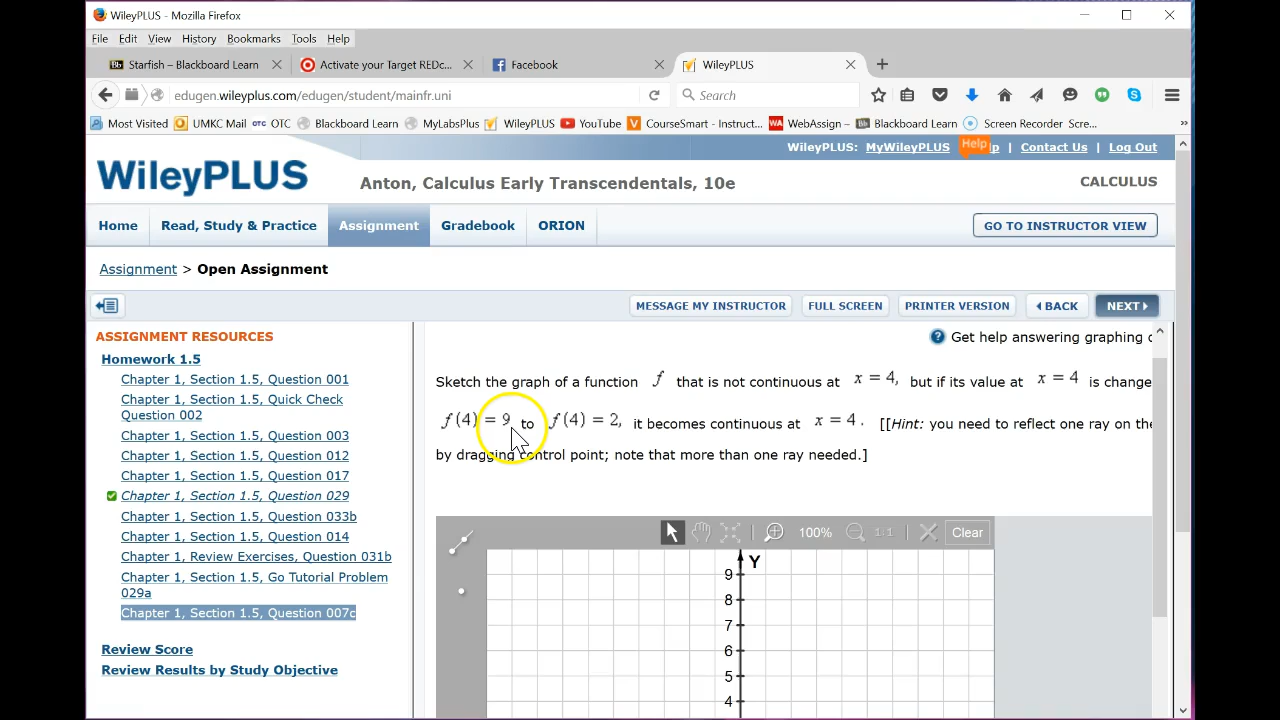 WileyPLUS - Mozilla Firefox
File Edit View History Bookmarks Tools Help
Bb Starfish – Blackboard Learn Activate your Target REDc... Facebook WileyPLUS
edugen.wileyplus.com/edugen/student/mainfr.uni Search
Most Visited UMKC Mail OTC OTC Blackboard Learn MyLabsPlus WileyPLUS YouTube V CourseSmart - Instruct... WA WebAssign – Bb Blackboard Learn Screen Recorder Scre...
WileyPLUS: MyWileyPLUS | Help p | Contact Us | Log Out
WileyPLUS Anton, Calculus Early Transcendentals, 10e CALCULUS
Home Read, Study & Practice Assignment Gradebook ORION GO TO INSTRUCTOR VIEW
Assignment > Open Assignment
MESSAGE MY INSTRUCTOR FULL SCREEN PRINTER VERSION BACK NEXT
ASSIGNMENT RESOURCES
Homework 1.5
Chapter 1, Section 1.5, Question 001
Chapter 1, Section 1.5, Quick Check
Question 002
Chapter 1, Section 1.5, Question 003
Chapter 1, Section 1.5, Question 012
Chapter 1, Section 1.5, Question 017
Chapter 1, Section 1.5, Question 029
Chapter 1, Section 1.5, Question 033b
Chapter 1, Section 1.5, Question 014
Chapter 1, Review Exercises, Question 031b
Chapter 1, Section 1.5, Go Tutorial Problem
029a
Chapter 1, Section 1.5, Question 007c
Review Score
Review Results by Study Objective
? Get help answering graphing
Sketch the graph of a function f that is not continuous at x = 4, but if its value at x = 4 is change
f(4) = 9 to f(4) = 2, it becomes continuous at x = 4 . [[Hint: you need to reflect one ray on the
by dragging control point; note that more than one ray needed.]
100% 1:1 Clear
Y
9
8
7
6
5
4